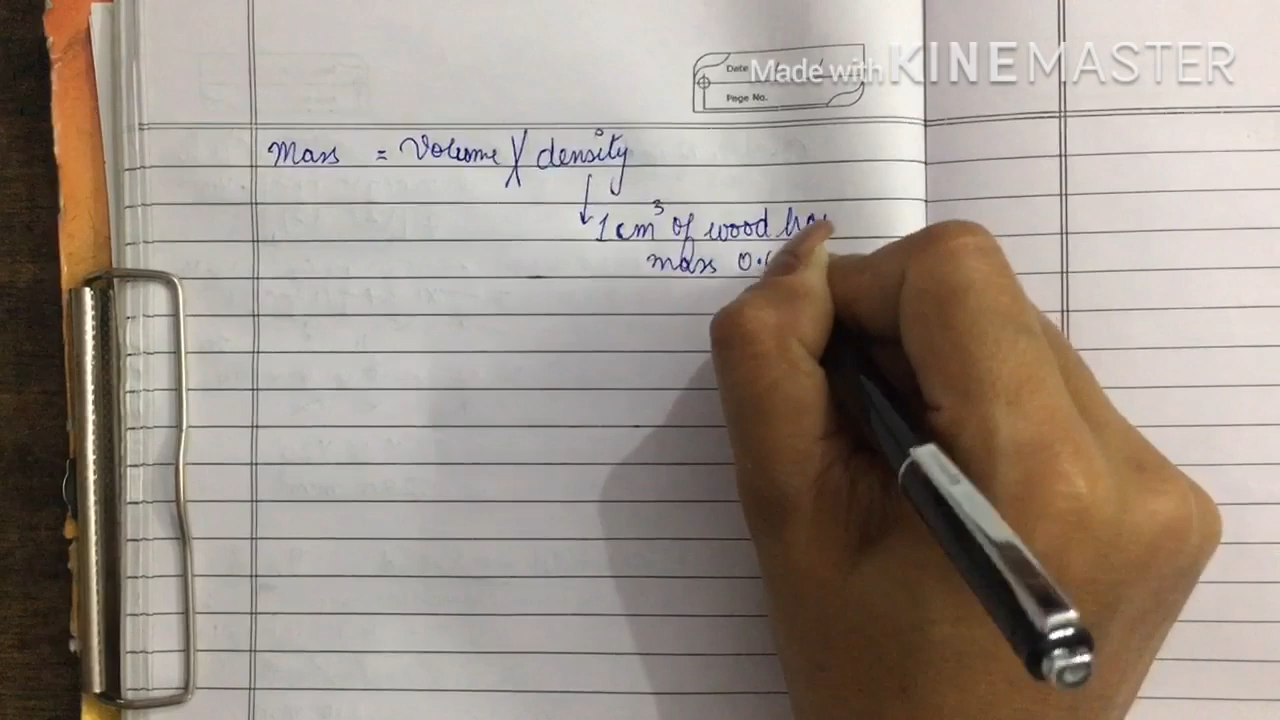 Made with KINEMASTER
Date
Page No.
Mass = Volume X density
1 cm³ of wood
mass